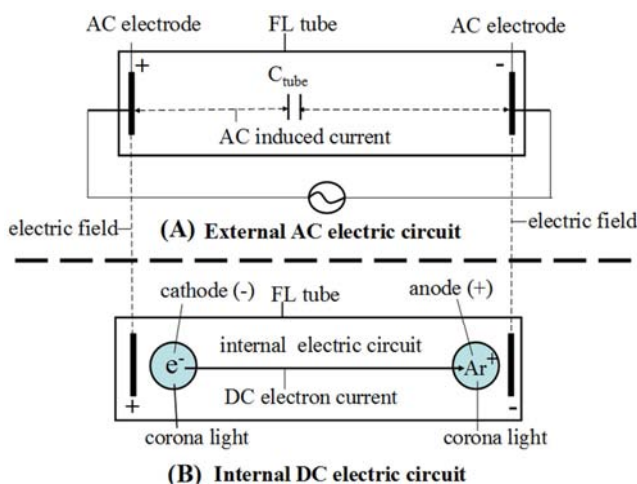 AC electrode FL tube AC electrode
+ -
C tube
AC induced current
electric field electric field
(A) External AC electric circuit
cathode (-) FL tube anode (+)
internal electric circuit
e- Ar+
DC electron current
+ -
corona light corona light
(B) Internal DC electric circuit